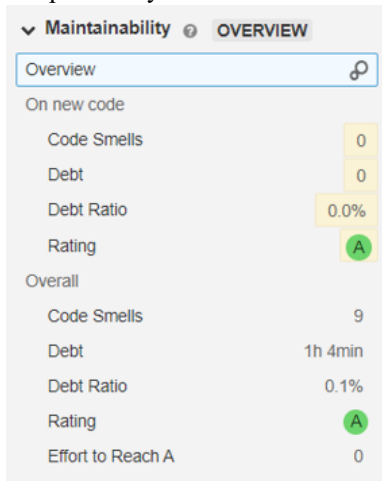 Maintainability OVERVIEW
Overview
On new code
Code Smells 0
Debt 0
Debt Ratio 0.0%
Rating A
Overall
Code Smells 9
Debt 1h 4min
Debt Ratio 0.1%
Rating A
Effort to Reach A 0